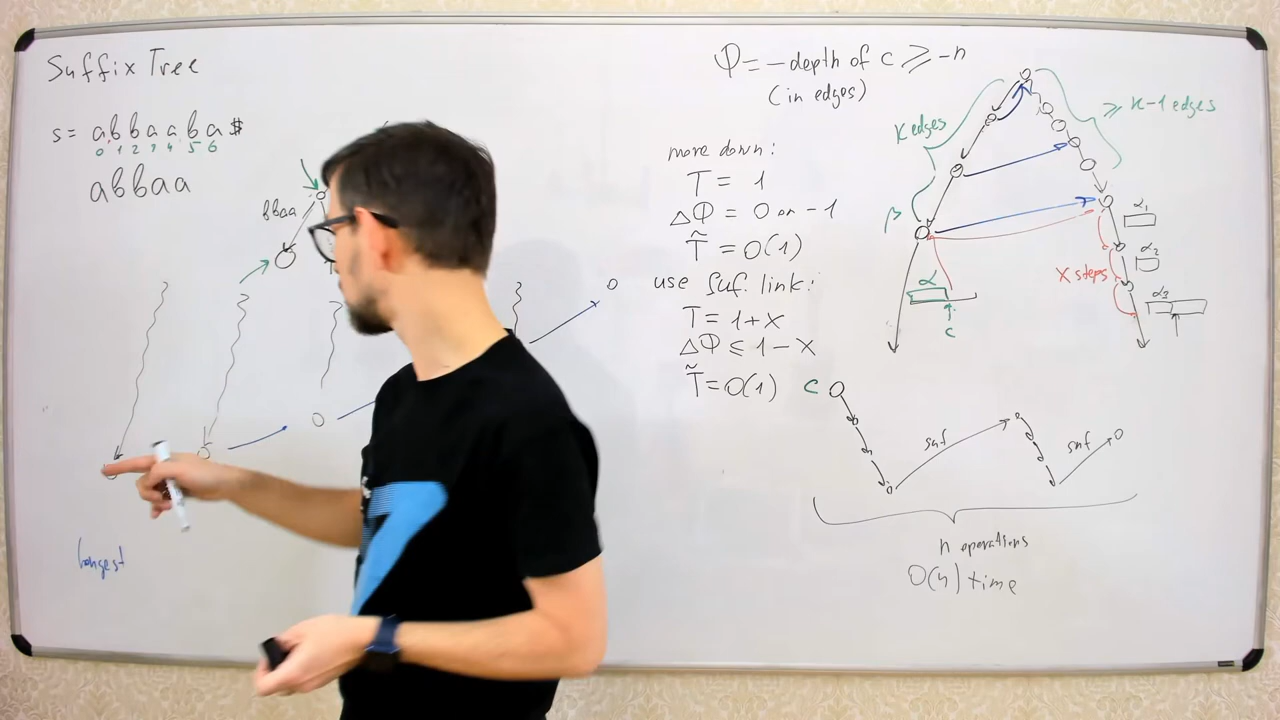 Suffix Tree
s = abbaaba$
0 1 2 3 4 5 6
abbaa
bbaa
longest
Φ = - depth of c ⩾ -n
(in edges)
more down:
T = 1
ΔΦ = 0 or -1
T̃ = O(1)
use suf. link:
T = 1+x
ΔΦ ⩽ 1-x
T̃ = O(1)
k edges
⩾ k-1 edges
β
α
c
α₁
α₂
α₃
x steps
c
suf
suf
n operations
O(n) time